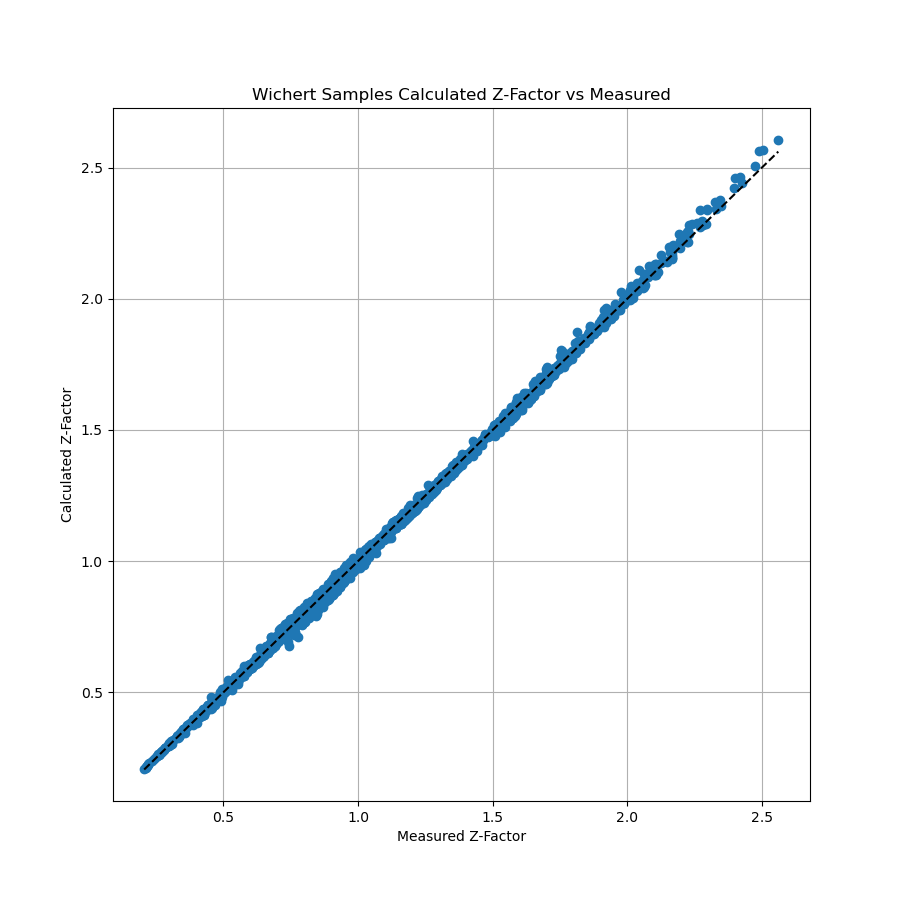 Wichert Samples Calculated Z-Factor vs Measured
2.5
2.0
1.5
1.0
0.5
Calculated Z-Factor
0.5 1.0 1.5 2.0 2.5
Measured Z-Factor